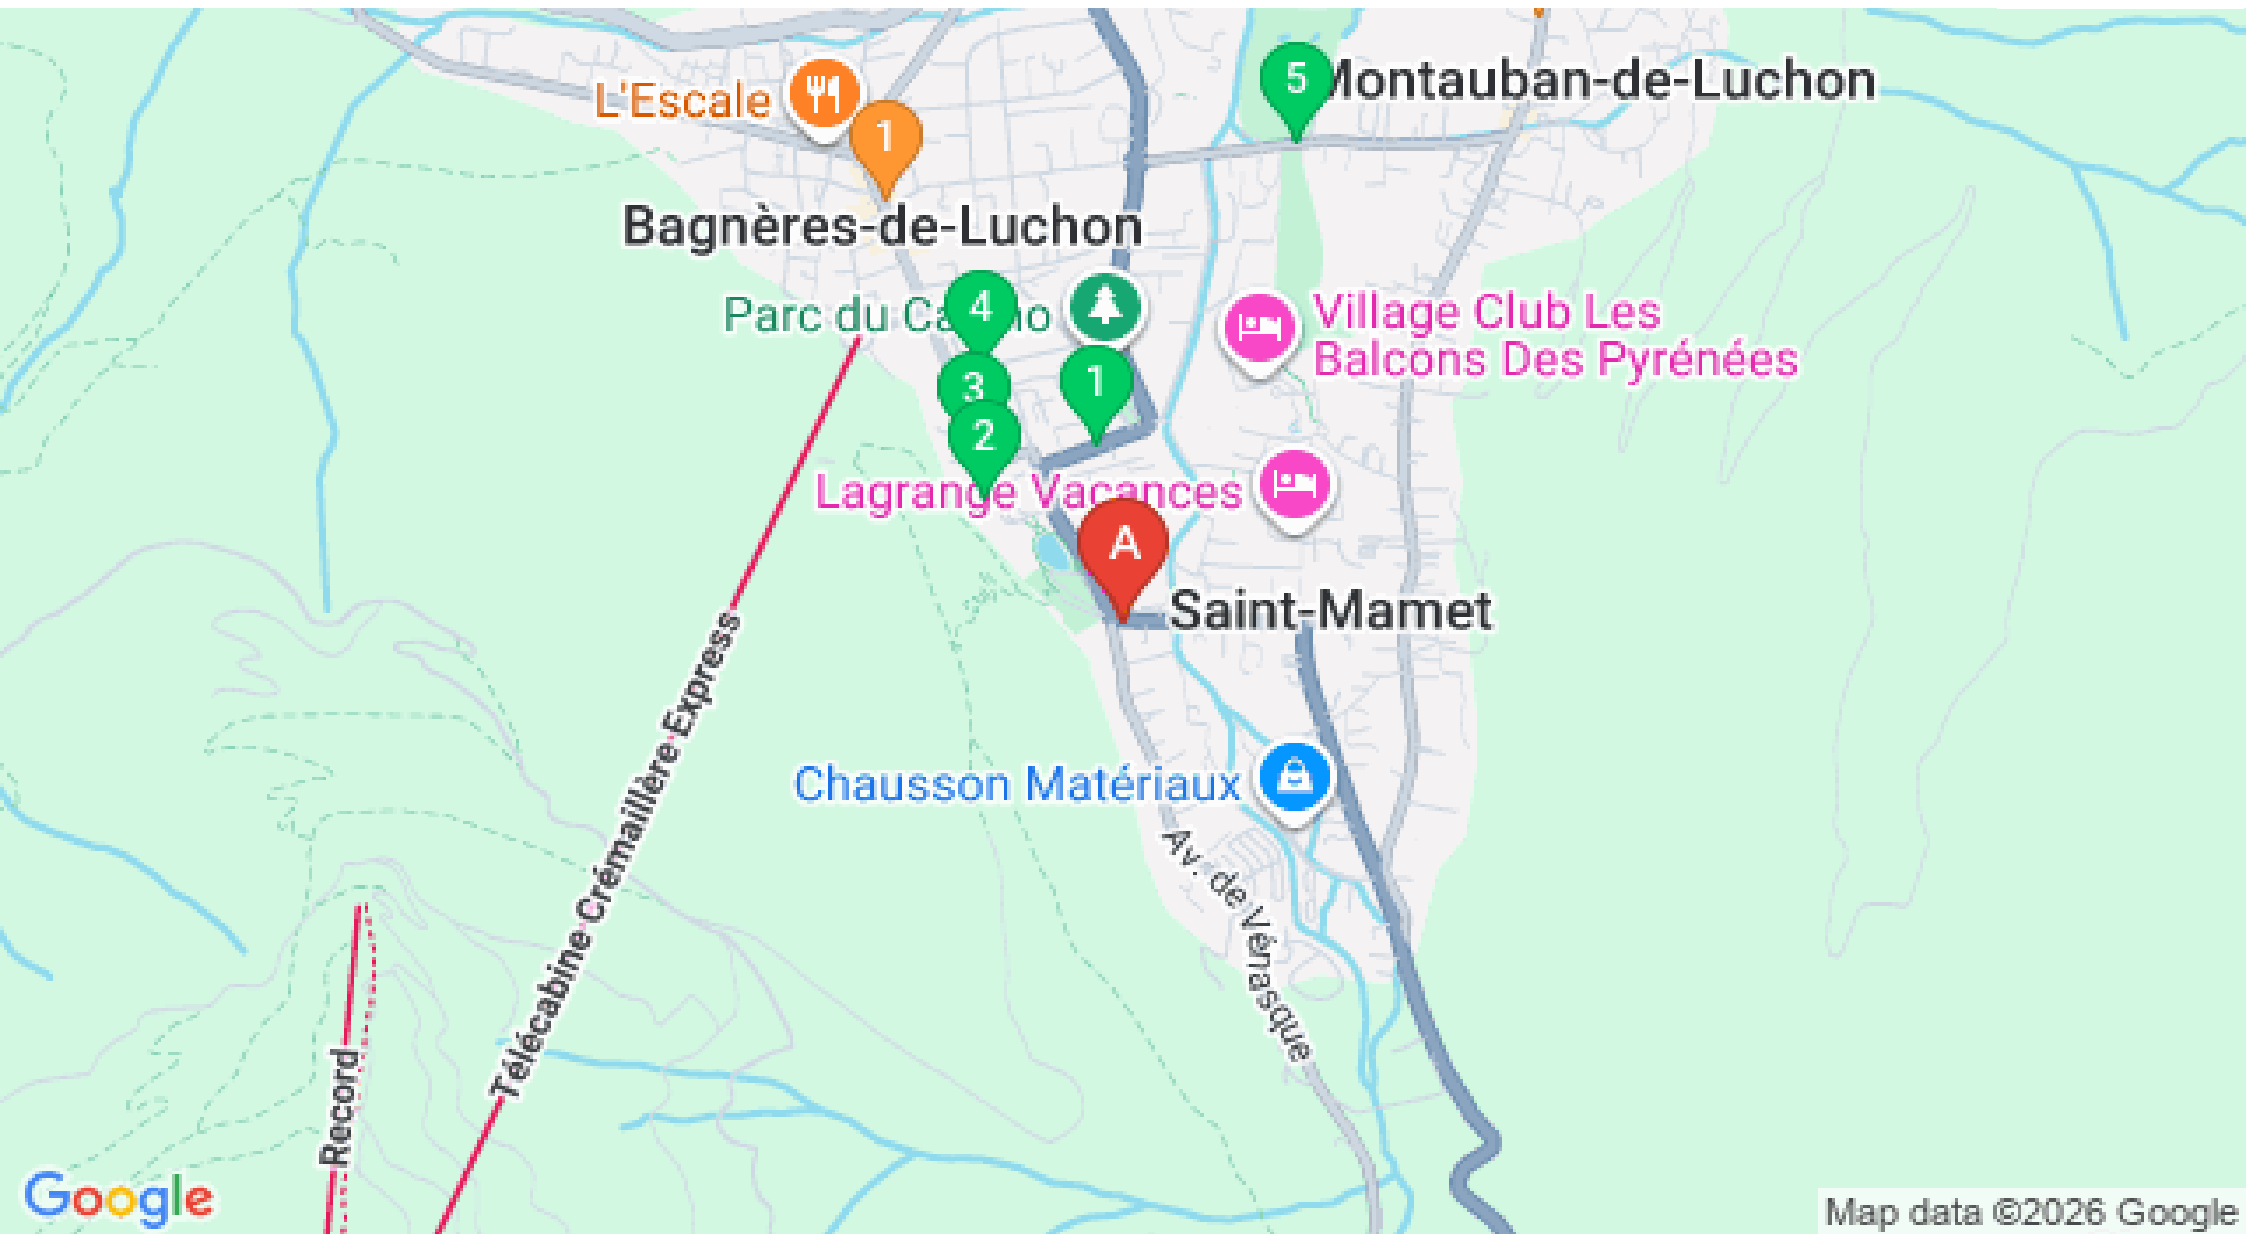 L'Escale
1
5
Montauban-de-Luchon
Bagnères-de-Luchon
4
Parc du Ca no
3
1
2
Village Club Les
Balcons Des Pyrénées
Lagrange Vacances
A
Saint-Mamet
Télécabine Crémaillère Express
Chausson Matériaux
Av. de Vénasque
Record
Google
Map data ©2026 Google